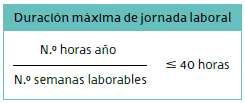 Duración máxima de jornada laboral
N.º horas año
≤ 40 horas
N.º semanas laborables